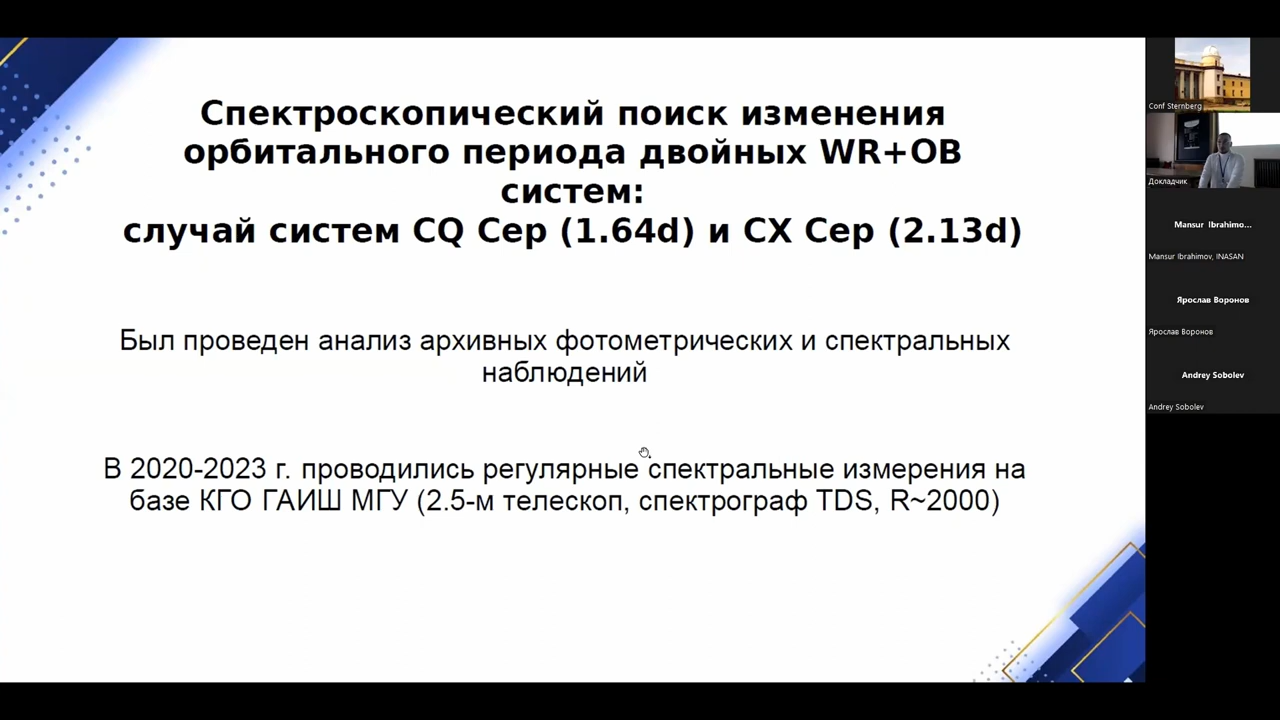 Спектроскопический поиск изменения
орбитального периода двойных WR+OB
систем:
случай систем CQ Cep (1.64d) и CX Cep (2.13d)
Был проведен анализ архивных фотометрических и спектральных
наблюдений
В 2020-2023 г. проводились регулярные спектральные измерения на
базе КГО ГАИШ МГУ (2.5-м телескоп, спектрограф TDS, R~2000)
Conf Sternberg
Докладчик
Mansur Ibrahimo...
Mansur Ibrahimov, INASAN
Ярослав Воронов
Ярослав Воронов
Andrey Sobolev
Andrey Sobolev